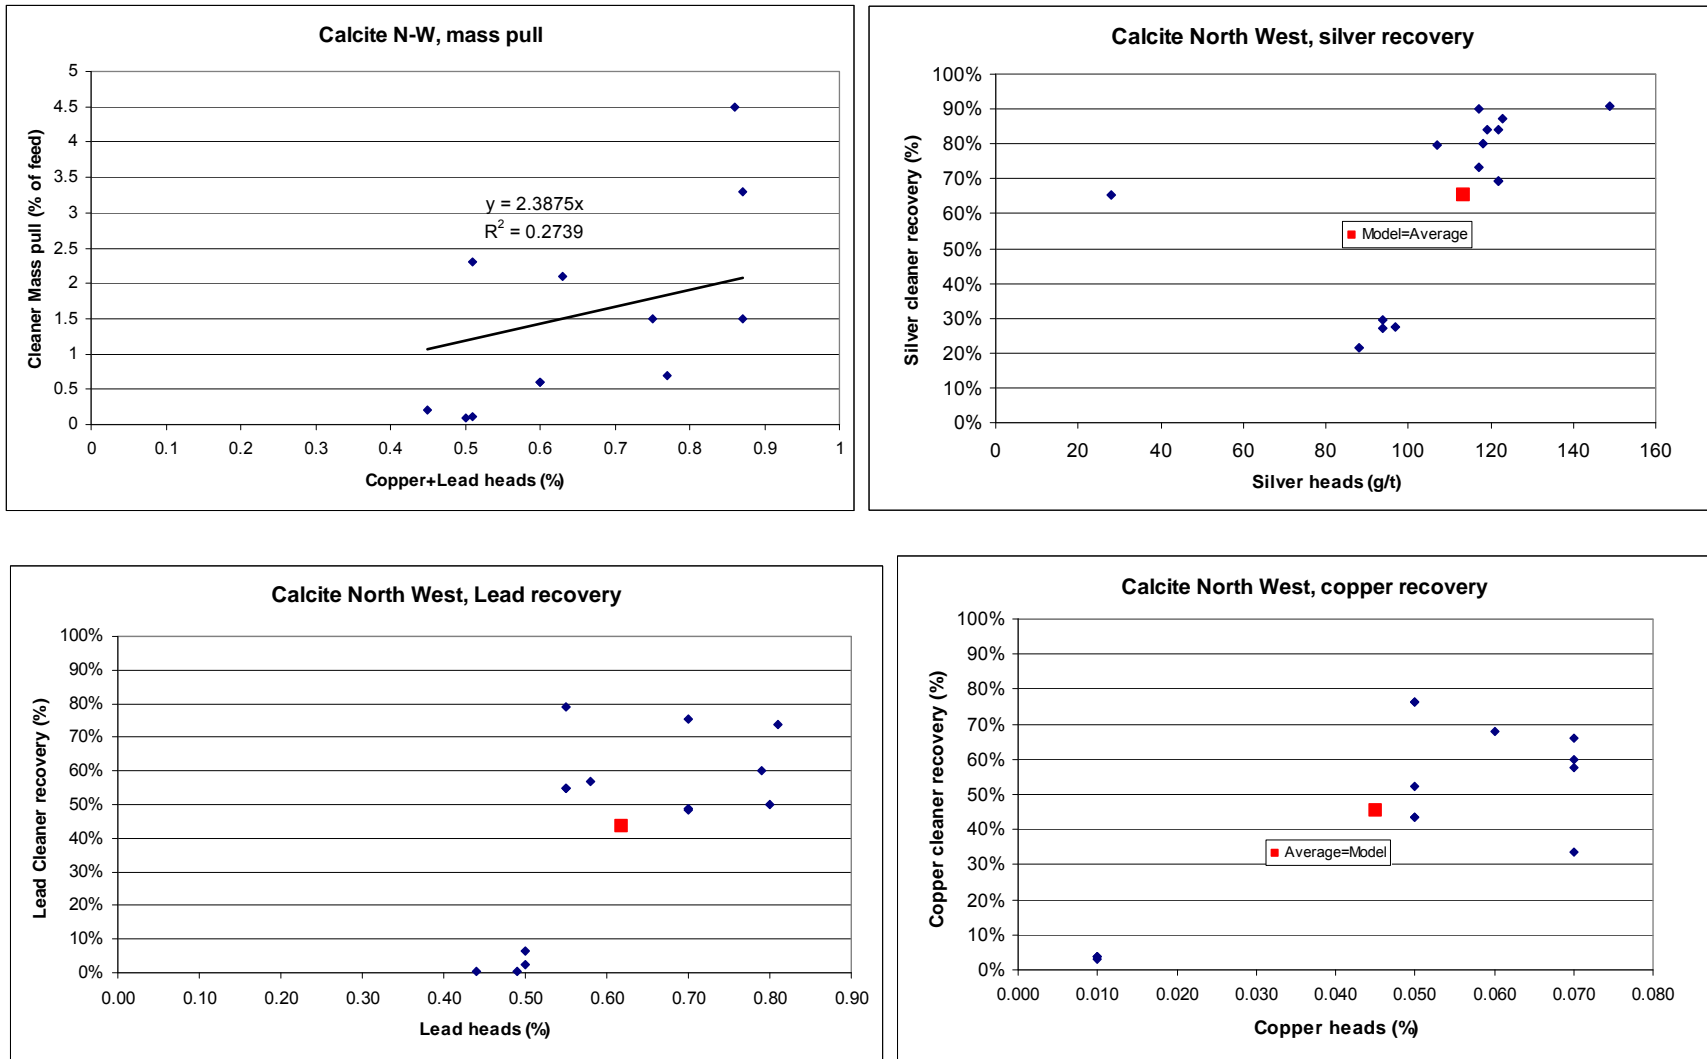 Calcite N-W, mass pull
5
4.5
4
3.5
3
2.5
2
1.5
1
0.5
0
Cleaner Mass pull (% of feed)
y = 2.3875x
R² = 0.2739
0 0.1 0.2 0.3 0.4 0.5 0.6 0.7 0.8 0.9 1
Copper+Lead heads (%)
Calcite North West, silver recovery
100%
90%
80%
70%
60%
50%
40%
30%
20%
10%
0%
Silver cleaner recovery (%)
Model=Average
0 20 40 60 80 100 120 140 160
Silver heads (g/t)
Calcite North West, Lead recovery
100%
90%
80%
70%
60%
50%
40%
30%
20%
10%
0%
Lead Cleaner recovery (%)
0.00 0.10 0.20 0.30 0.40 0.50 0.60 0.70 0.80 0.90
Lead heads (%)
Calcite North West, copper recovery
100%
90%
80%
70%
60%
50%
40%
30%
20%
10%
0%
Copper cleaner recovery (%)
Average=Model
0.000 0.010 0.020 0.030 0.040 0.050 0.060 0.070 0.080
Copper heads (%)